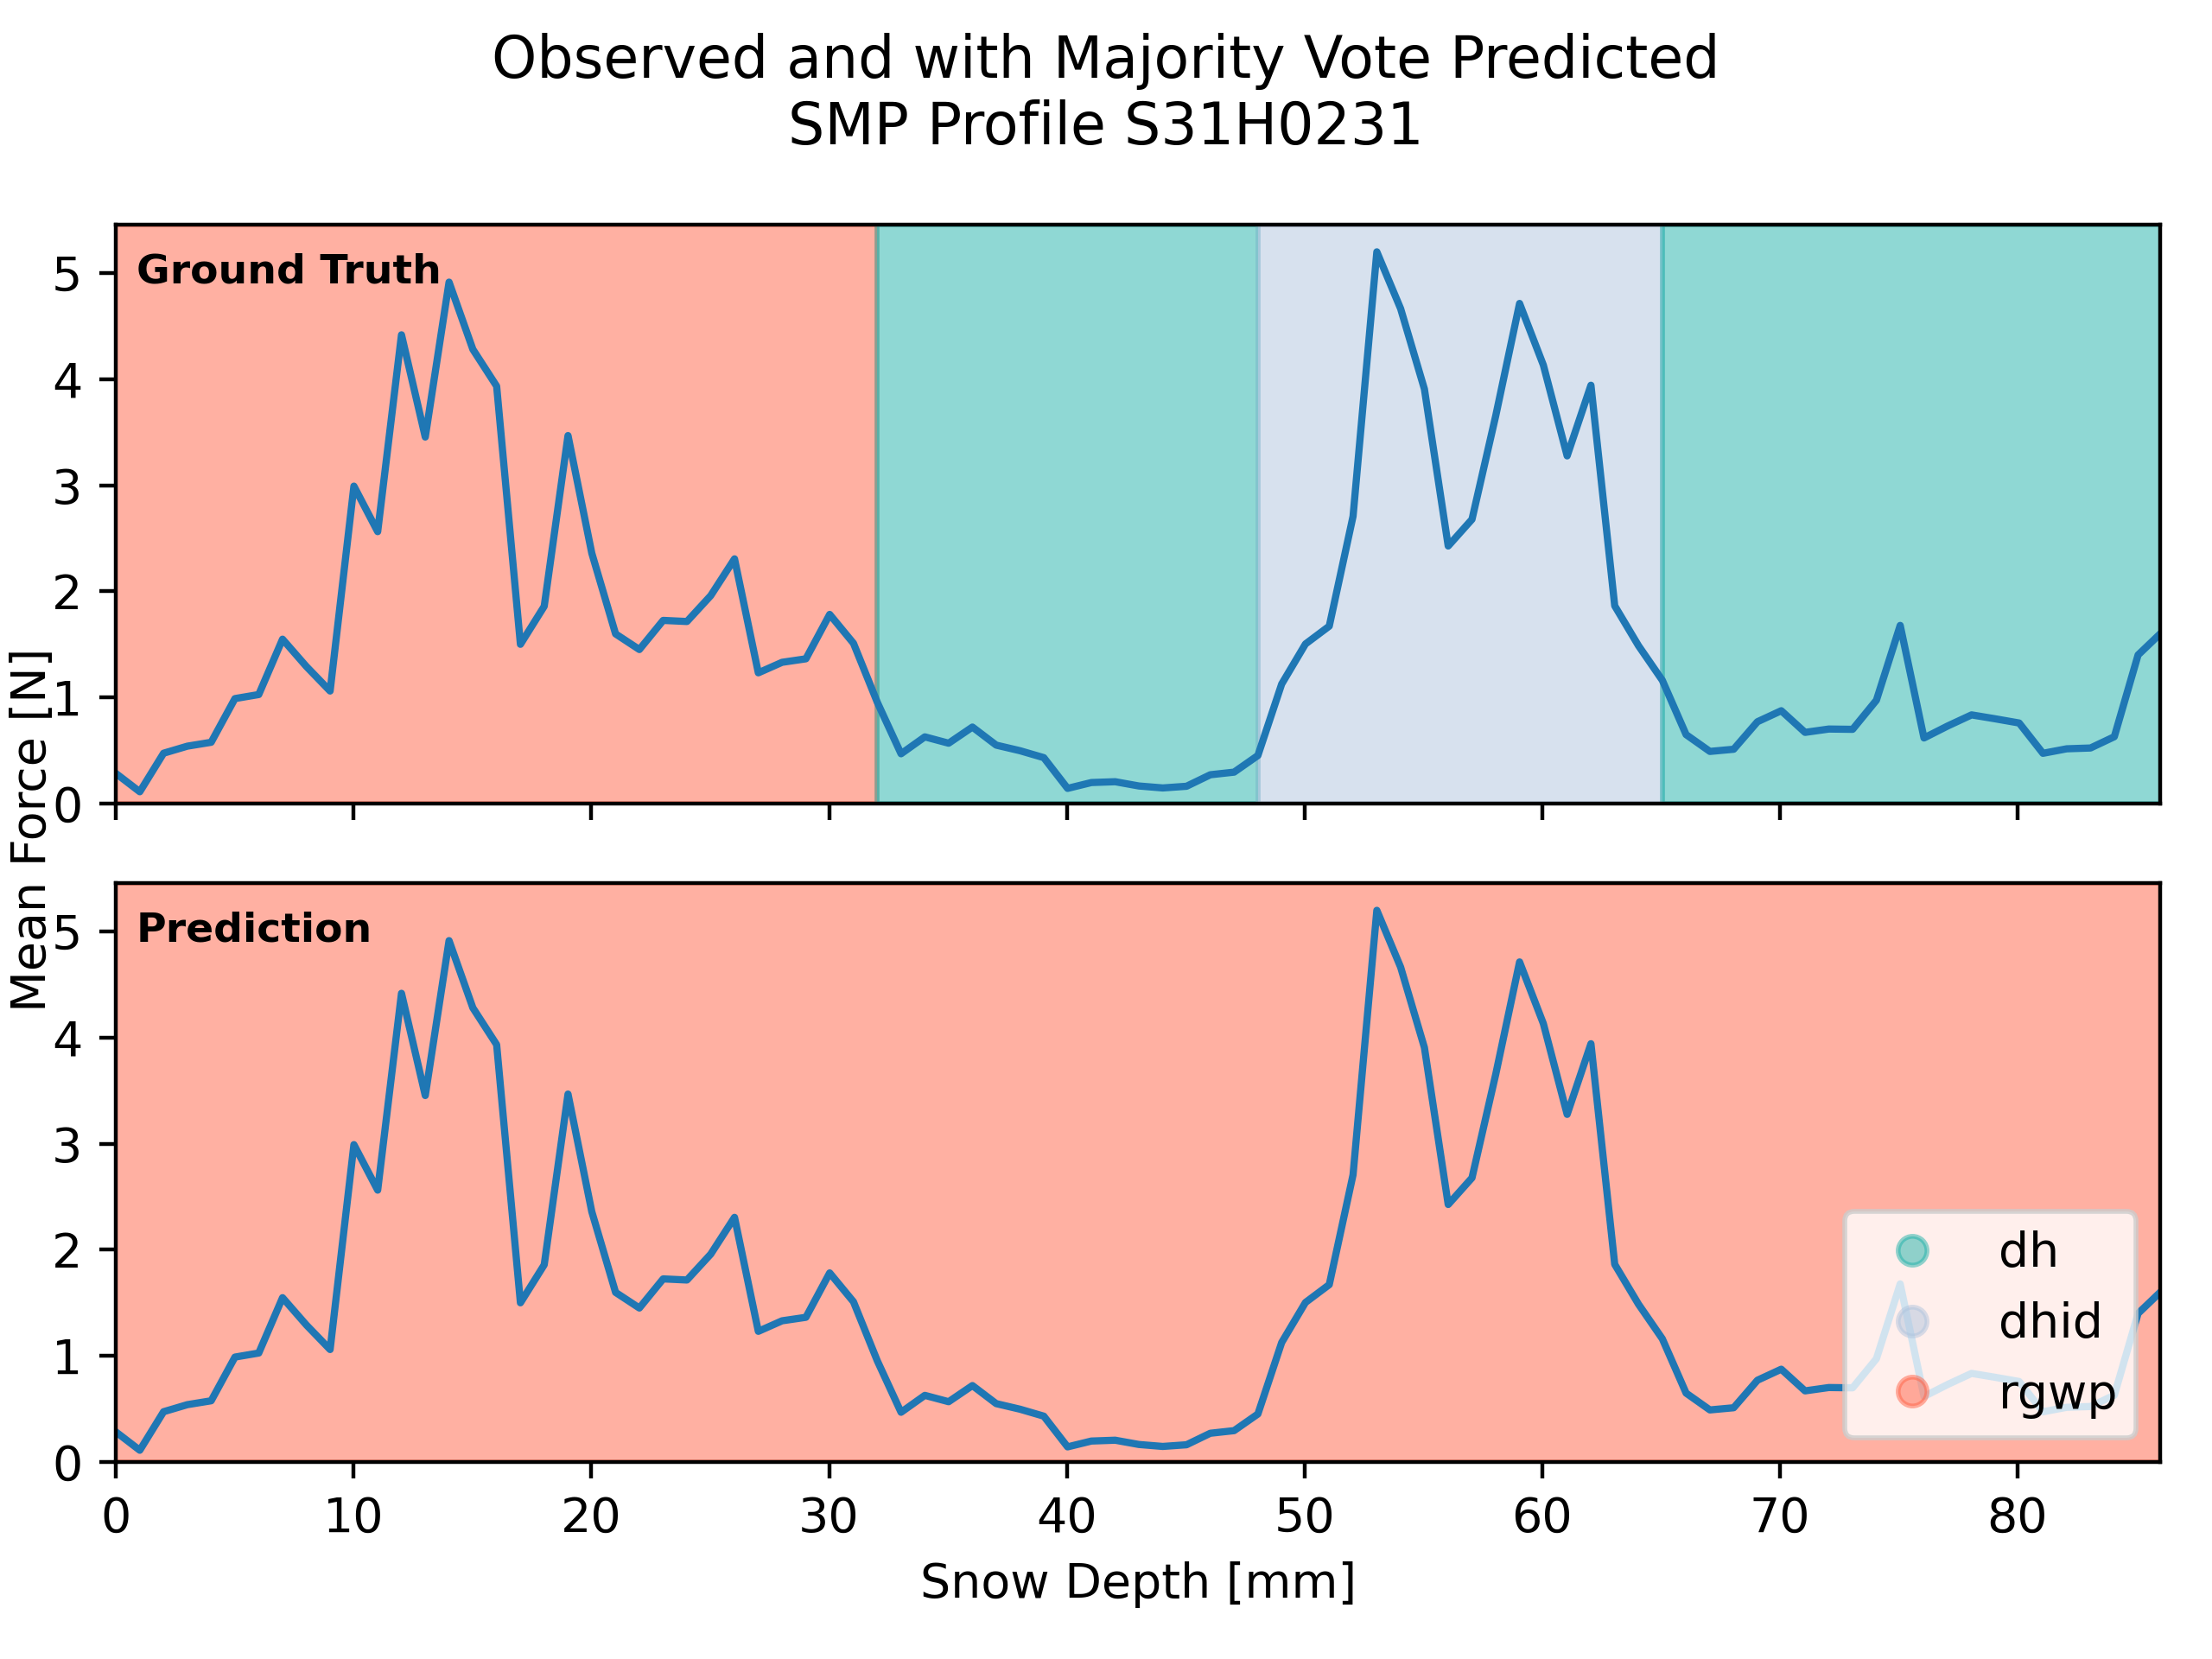 Observed and with Majority Vote Predicted
SMP Profile S31H0231
Ground Truth
5
4
3
2
1
0
Mean Force [N]
Prediction
5
4
3
2
1
0
dh
dhid
rgwp
0 10 20 30 40 50 60 70 80
Snow Depth [mm]